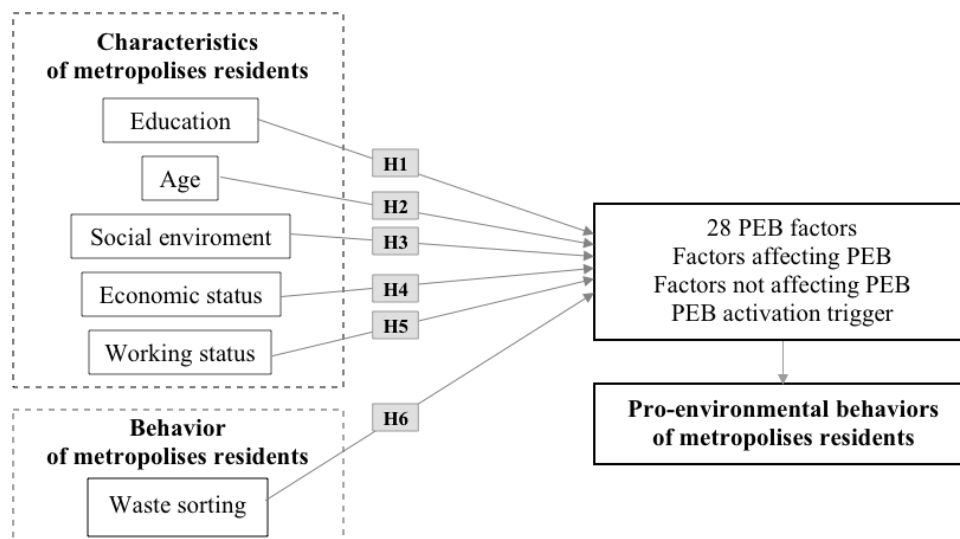 Characteristics
of metropolises residents
Education
Age
Social enviroment
Economic status
Working status
Behavior
of metropolises residents
Waste sorting
H1
H2
H3
H4
H5
H6
28 PEB factors
Factors affecting PEB
Factors not affecting PEB
PEB activation trigger
Pro-environmental behaviors
of metropolises residents